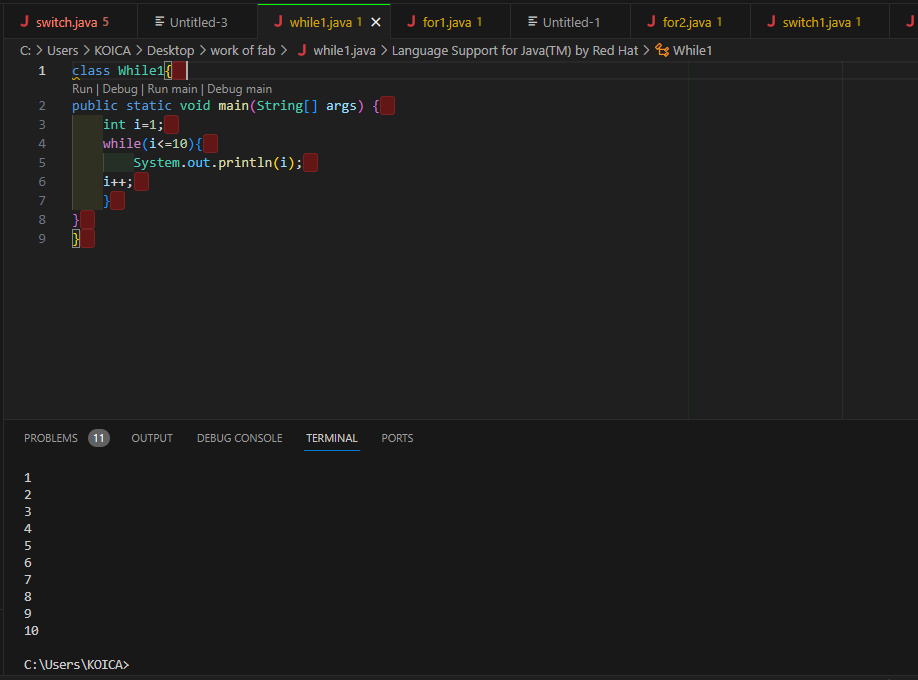 switch.java 5 Untitled-3 while1.java 1 for1.java 1 Untitled-1 for2.java 1 switch1.java 1
C: > Users > KOICA > Desktop > work of fab > while1.java > Language Support for Java(TM) by Red Hat > While1
1 class While1{
Run | Debug | Run main | Debug main
2 public static void main(String[] args) {
3 int i=1;
4 while(i<=10){
5 System.out.println(i);
6 i++;
7 }
8 }
9 }
PROBLEMS 11 OUTPUT DEBUG CONSOLE TERMINAL PORTS
1
2
3
4
5
6
7
8
9
10
C:\Users\KOICA>